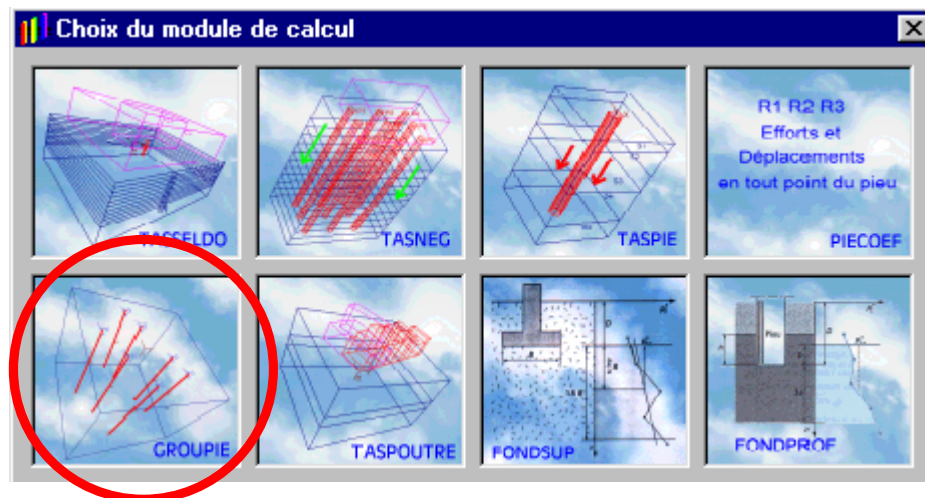 Choix du module de calcul
TASSELDO
TASNEG
TASPIE
R1 R2 R3
Efforts et
Déplacements
en tout point du pieu
PIECOEF
GROUPIE
TASPOUTRE
FONDSUP
FONDPROF